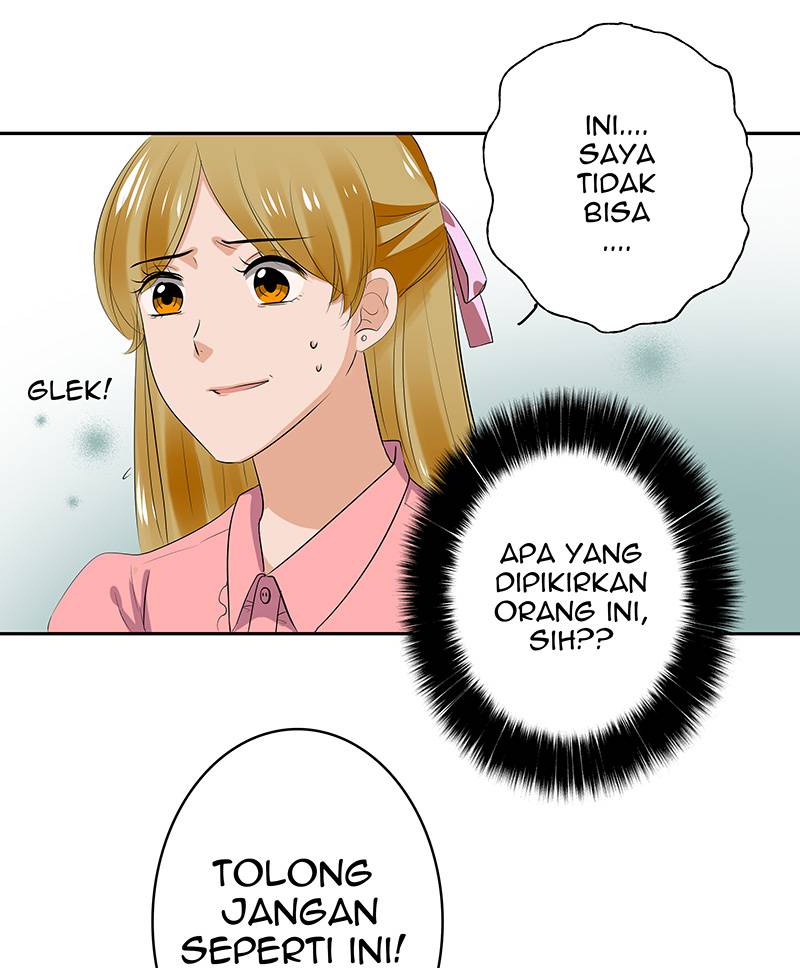 INI....
SAYA
TIDAK
BISA
....
GLEK!
APA YANG
DIPIKIRKAN
ORANG INI,
SIH??
TOLONG
JANGAN
SEPERTI INI!